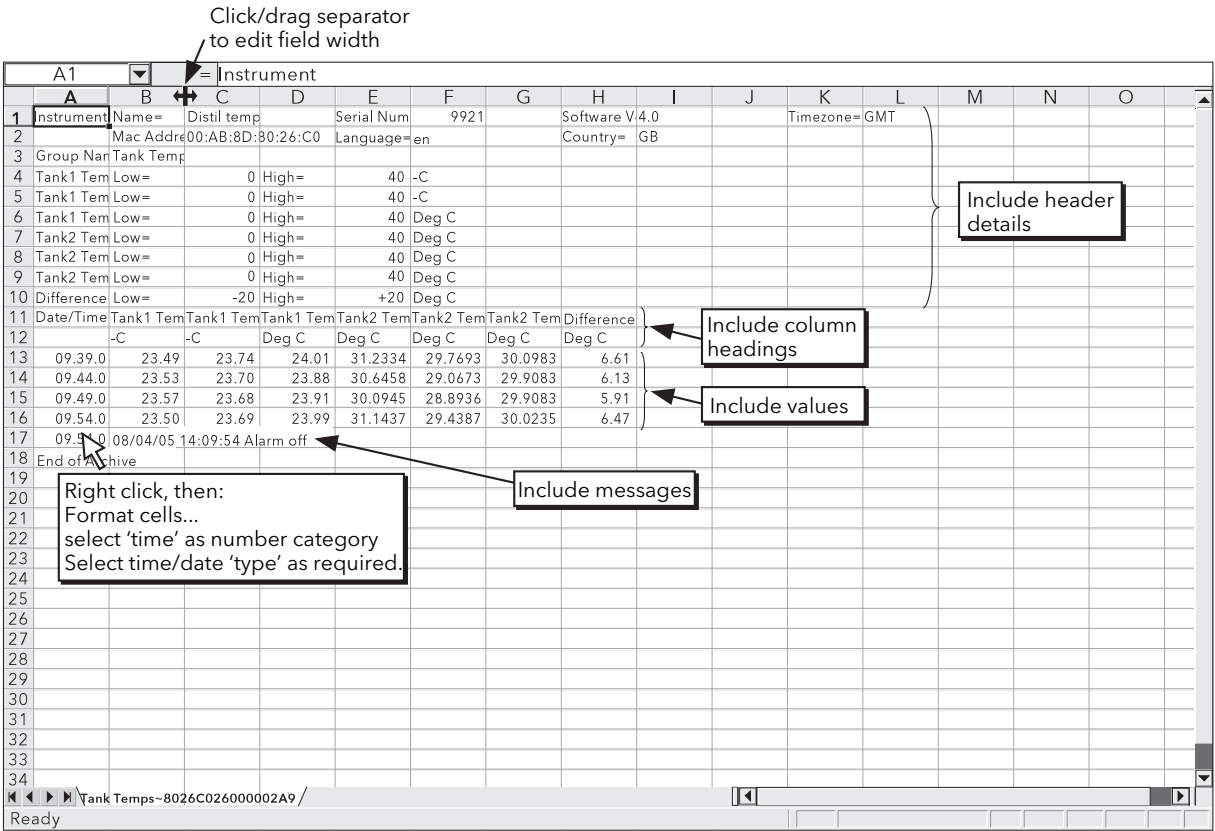 Click/drag separator
to edit field width
A1 = Instrument
A B C D E F G H I J K L M N O
1 Instrument Name= Distil temp Serial Num 9921 Software V 4.0 Timezone= GMT
2 Mac Addre 00:AB:8D:80:26:C0 Language= en Country= GB
3 Group Nam Tank Temp
4 Tank1 Tem Low= 0 High= 40 -C
5 Tank1 Tem Low= 0 High= 40 -C
6 Tank1 Tem Low= 0 High= 40 Deg C
7 Tank2 Tem Low= 0 High= 40 Deg C
8 Tank2 Tem Low= 0 High= 40 Deg C
9 Tank2 Tem Low= 0 High= 40 Deg C
10 Difference Low= -20 High= +20 Deg C
Include header
details
11 Date/Time Tank1 Tem Tank1 Tem Tank1 Tem Tank2 Tem Tank2 Tem Tank2 Tem Difference
12 -C -C Deg C Deg C Deg C Deg C Deg C
Include column
headings
13 09.39.0 23.49 23.74 24.01 31.2334 29.7693 30.0983 6.61
14 09.44.0 23.53 23.70 23.88 30.6458 29.0673 29.9083 6.13
15 09.49.0 23.57 23.68 23.91 30.0945 28.8936 29.9083 5.91
16 09.54.0 23.50 23.69 23.99 31.1437 29.4387 30.0235 6.47
Include values
17 09.54.0 08/04/05 14:09:54 Alarm off
18 End of Archive
Include messages
19
Right click, then:
Format cells...
select ‘time’ as number category
Select time/date ‘type’ as required.
20
21
22
23
24
25
26
27
28
29
30
31
32
33
34
Tank Temps~8026C026000002A9
Ready